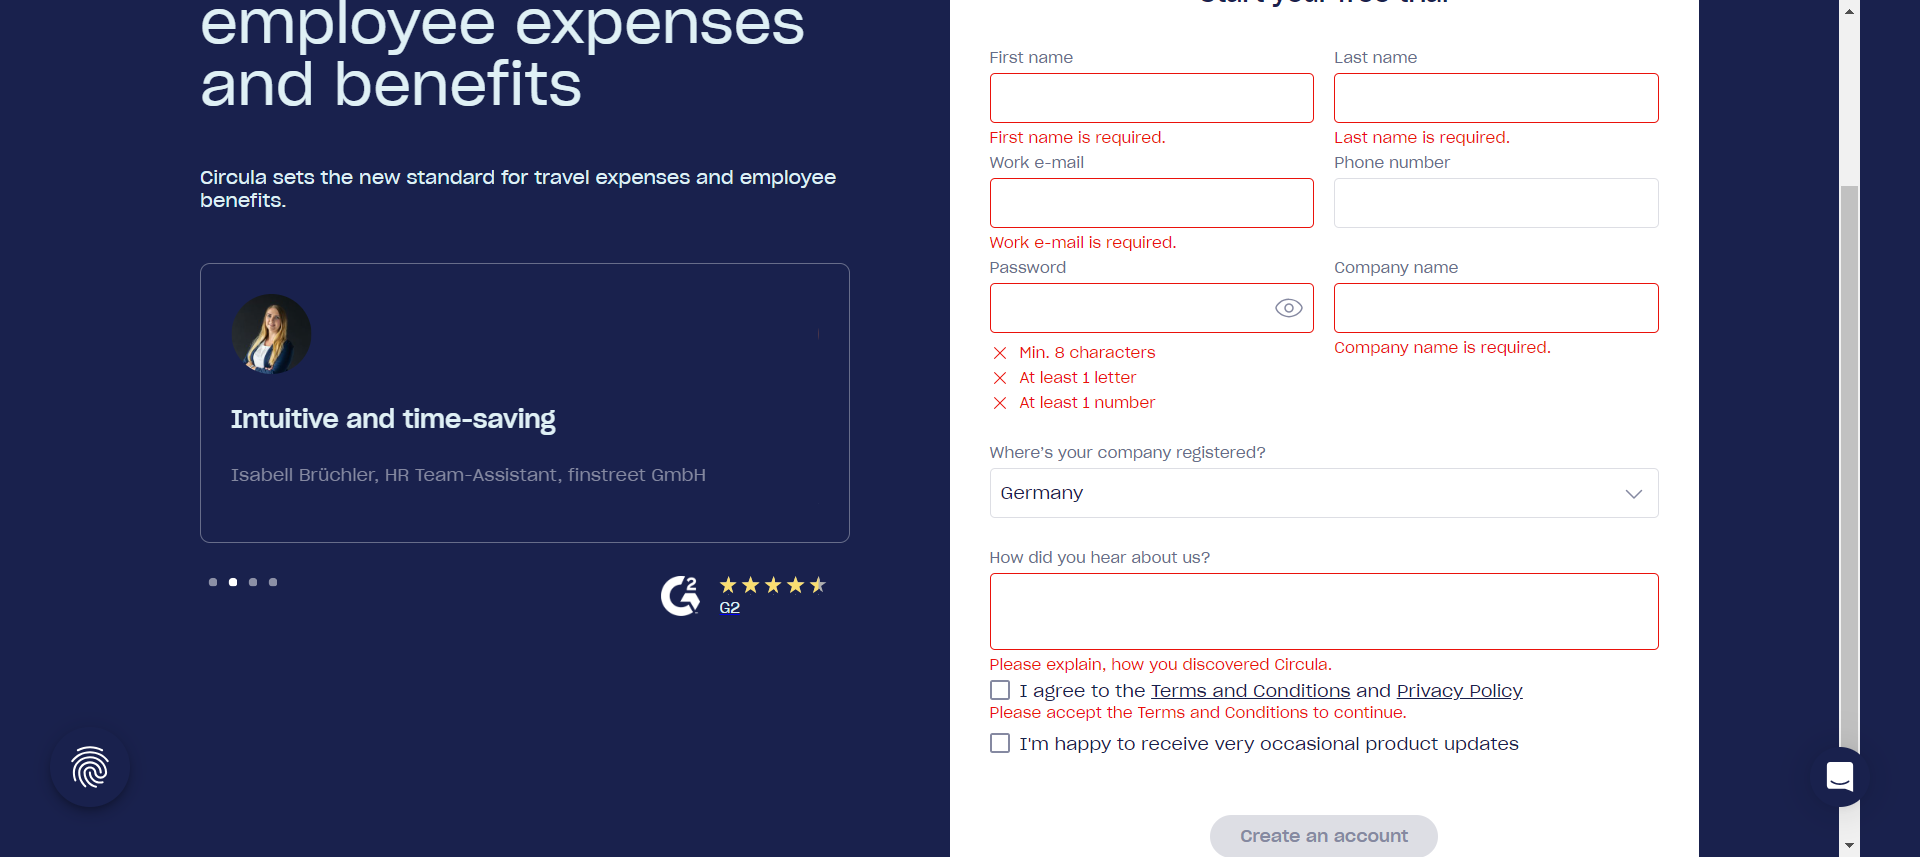 employee expenses
and benefits
Circula sets the new standard for travel expenses and employee
benefits.
Intuitive and time-saving
Isabell Brüchler, HR Team-Assistant, finstreet GmbH
G2
G2
Start your free trial
First name
Last name
First name is required.
Last name is required.
Work e-mail
Phone number
Work e-mail is required.
Password
Company name
Min. 8 characters
At least 1 letter
At least 1 number
Company name is required.
Where's your company registered?
Germany
How did you hear about us?
Please explain, how you discovered Circula.
I agree to the Terms and Conditions and Privacy Policy
Please accept the Terms and Conditions to continue.
I'm happy to receive very occasional product updates
Create an account